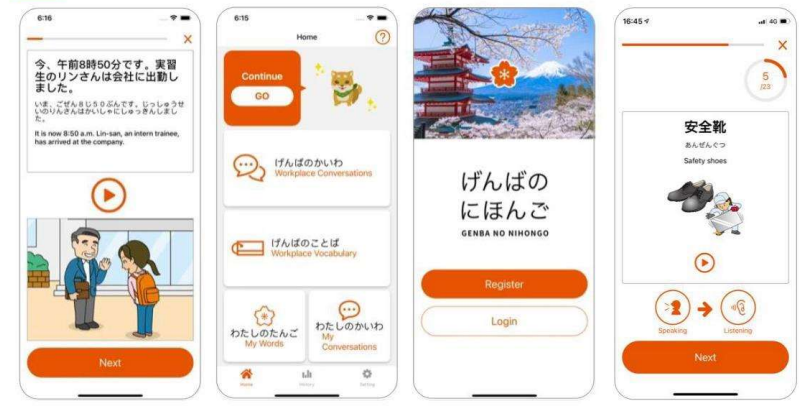 6:16
今、午前8時50分です。実習
生のリンさんは会社に出勤し
ました。
いま、ごぜん8じ50ぷんです。じっしゅうせ
いのりんさんはかいしゃにしゅっきんしまし
た。
It is now 8:50 a.m. Lin-san, an intern trainee,
has arrived at the company.
Next
6:15
Home
?
Continue
GO
げんばのかいわ
Workplace Conversations
げんばのことば
Workplace Vocabulary
わたしのたんご
My Words
わたしのかいわ
My
Conversations
Home
History
Setting
げんばの
にほんご
GENBA NO NIHONGO
Register
Login
16:45
4G
X
5
/23
安全靴
あんぜんぐつ
Safety shoes
Speaking
Listening
Next